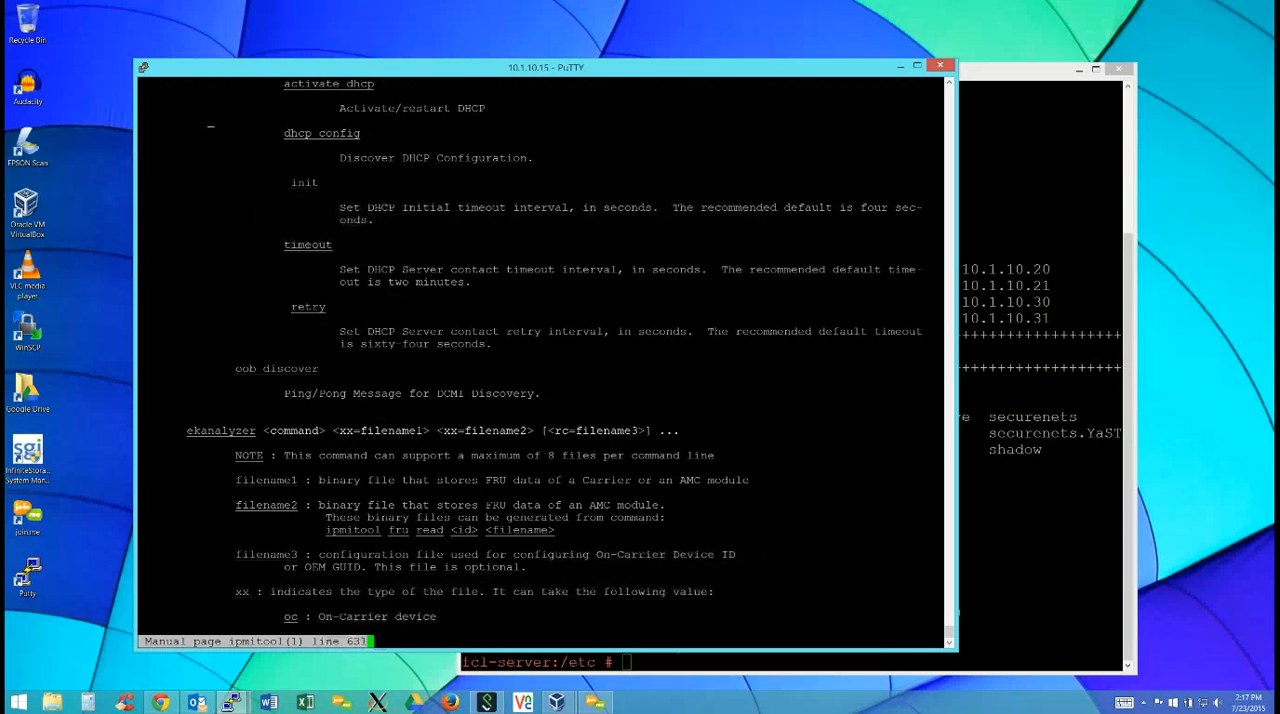 Recycle Bin
Audacity
EPSON Scan
Oracle VM
VirtualBox
VLC media
player
WinSCP
Google Drive
sgi
InfiniteStora...
System Man...
join.me
Putty
10.1.10.15 - PuTTY
activate dhcp
Activate/restart DHCP
dhcp config
Discover DHCP Configuration.
init
Set DHCP Initial timeout interval, in seconds.  The recommended default is four sec-
onds.
timeout
Set DHCP Server contact timeout interval, in seconds.  The recommended default time-
out is two minutes.
retry
Set DHCP Server contact retry interval, in seconds.  The recommended default timeout
is sixty-four seconds.
oob discover
Ping/Pong Message for DCMI Discovery.
ekanalyzer <command> <xx=filename1> <xx=filename2> [<rc=filename3>] ...
NOTE : This command can support a maximum of 8 files per command line
filename1 : binary file that stores FRU data of a Carrier or an AMC module
filename2 : binary file that stores FRU data of an AMC module.
These binary files can be generated from command:
ipmitool fru read <id> <filename>
filename3 : configuration file used for configuring On-Carrier Device ID
or OEM GUID. This file is optional.
xx : indicates the type of the file. It can take the following value:
oc : On-Carrier device
Manual page ipmitool(1) line 631
10.1.10.20
10.1.10.21
10.1.10.30
10.1.10.31
++++++++++++++++++++
++++++++++++++++++++
ve  securenets
securenets.YaST
shadow
fcl-server:/etc #
2:17 PM
7/23/2015